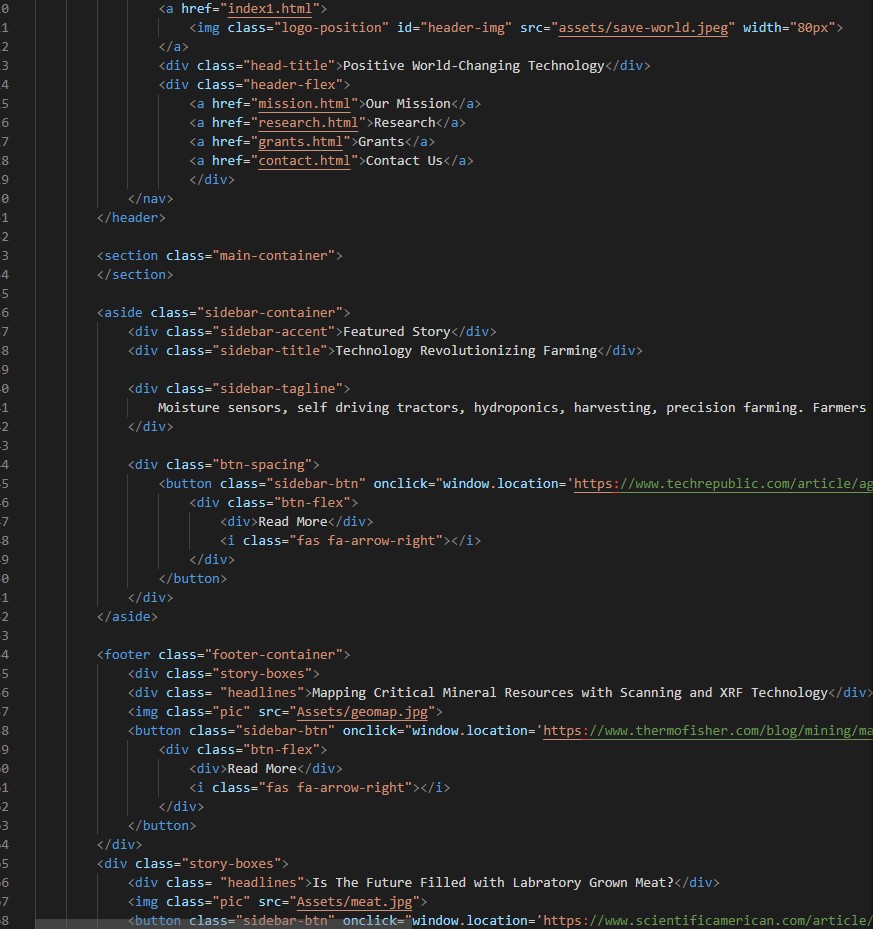 0 <a href="index1.html">
1 <img class="logo-position" id="header-img" src="assets/save-world.jpeg" width="80px">
2 </a>
3 <div class="head-title">Positive World-Changing Technology</div>
4 <div class="header-flex">
5 <a href="mission.html">Our Mission</a>
6 <a href="research.html">Research</a>
7 <a href="grants.html">Grants</a>
8 <a href="contact.html">Contact Us</a>
9 </div>
0 </nav>
1 </header>
2
3 <section class="main-container">
4 </section>
5
6 <aside class="sidebar-container">
7 <div class="sidebar-accent">Featured Story</div>
8 <div class="sidebar-title">Technology Revolutionizing Farming</div>
9
0 <div class="sidebar-tagline">
1 Moisture sensors, self driving tractors, hydroponics, harvesting, precision farming. Farmers
2 </div>
3
4 <div class="btn-spacing">
5 <button class="sidebar-btn" onclick="window.location='https://www.techrepublic.com/article/ag
6 <div class="btn-flex">
7 <div>Read More</div>
8 <i class="fas fa-arrow-right"></i>
9 </div>
0 </button>
1 </div>
2 </aside>
3
4 <footer class="footer-container">
5 <div class="story-boxes">
6 <div class= "headlines">Mapping Critical Mineral Resources with Scanning and XRF Technology</div>
7 <img class="pic" src="Assets/geomap.jpg">
8 <button class="sidebar-btn" onclick="window.location='https://www.thermofisher.com/blog/mining/ma
9 <div class="btn-flex">
0 <div>Read More</div>
1 <i class="fas fa-arrow-right"></i>
2 </div>
3 </button>
4 </div>
5 <div class="story-boxes">
6 <div class= "headlines">Is The Future Filled with Labratory Grown Meat?</div>
7 <img class="pic" src="Assets/meat.jpg">
8 <button class="sidebar-btn" onclick="window.location='https://www.scientificamerican.com/article/